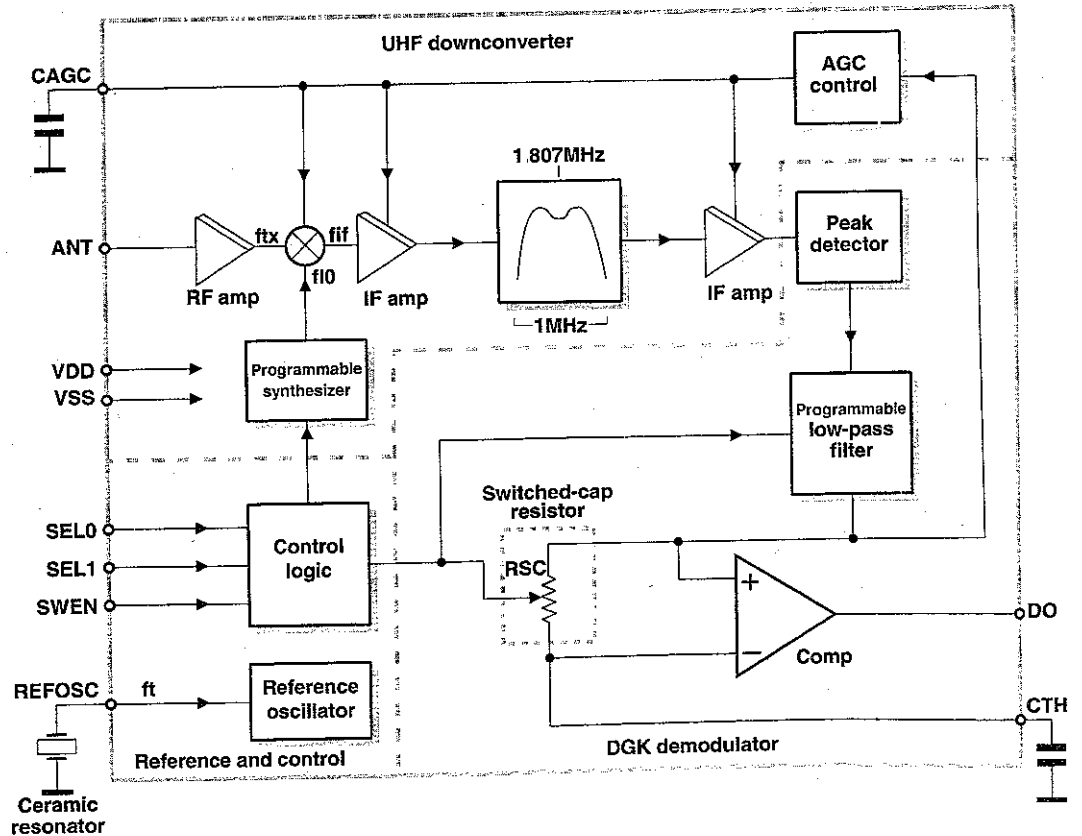 UHF downconverter
CAGC
AGC
control
1.807MHz
ANT
ftx
fif
fl0
RF amp
IF amp
1MHz
IF amp
Peak
detector
VDD
VSS
Programmable
synthesizer
Programmable
low-pass
filter
SEL0
SEL1
SWEN
Control
logic
Switched-cap
resistor
RSC
+
−
Comp
DO
REFOSC
ft
Reference
oscillator
CTH
Reference and control
DGK demodulator
Ceramic
resonator